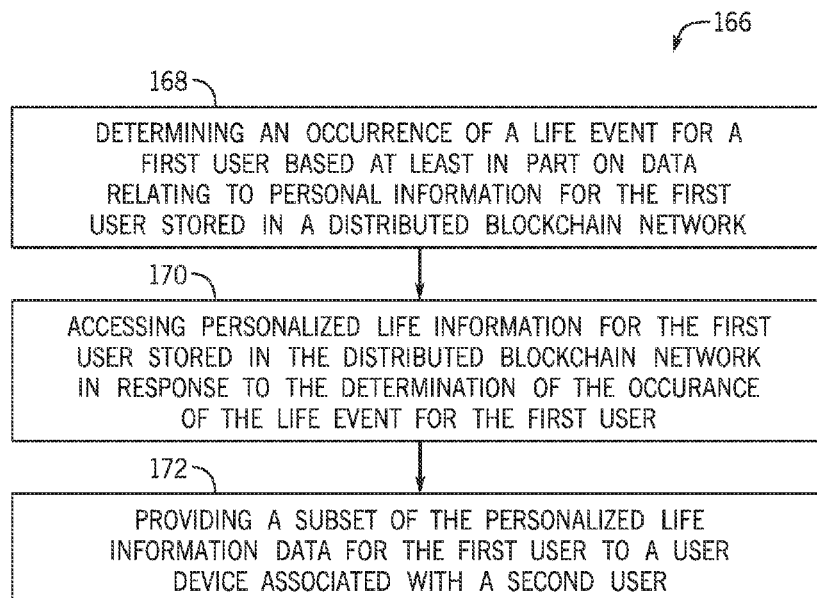 166
168
DETERMINING AN OCCURRENCE OF A LIFE EVENT FOR A
FIRST USER BASED AT LEAST IN PART ON DATA
RELATING TO PERSONAL INFORMATION FOR THE FIRST
USER STORED IN A DISTRIBUTED BLOCKCHAIN NETWORK
170
ACCESSING PERSONALIZED LIFE INFORMATION FOR THE FIRST
USER STORED IN THE DISTRIBUTED BLOCKCHAIN NETWORK
IN RESPONSE TO THE DETERMINATION OF THE OCCURANCE
OF THE LIFE EVENT FOR THE FIRST USER
172
PROVIDING A SUBSET OF THE PERSONALIZED LIFE
INFORMATION DATA FOR THE FIRST USER TO A USER
DEVICE ASSOCIATED WITH A SECOND USER